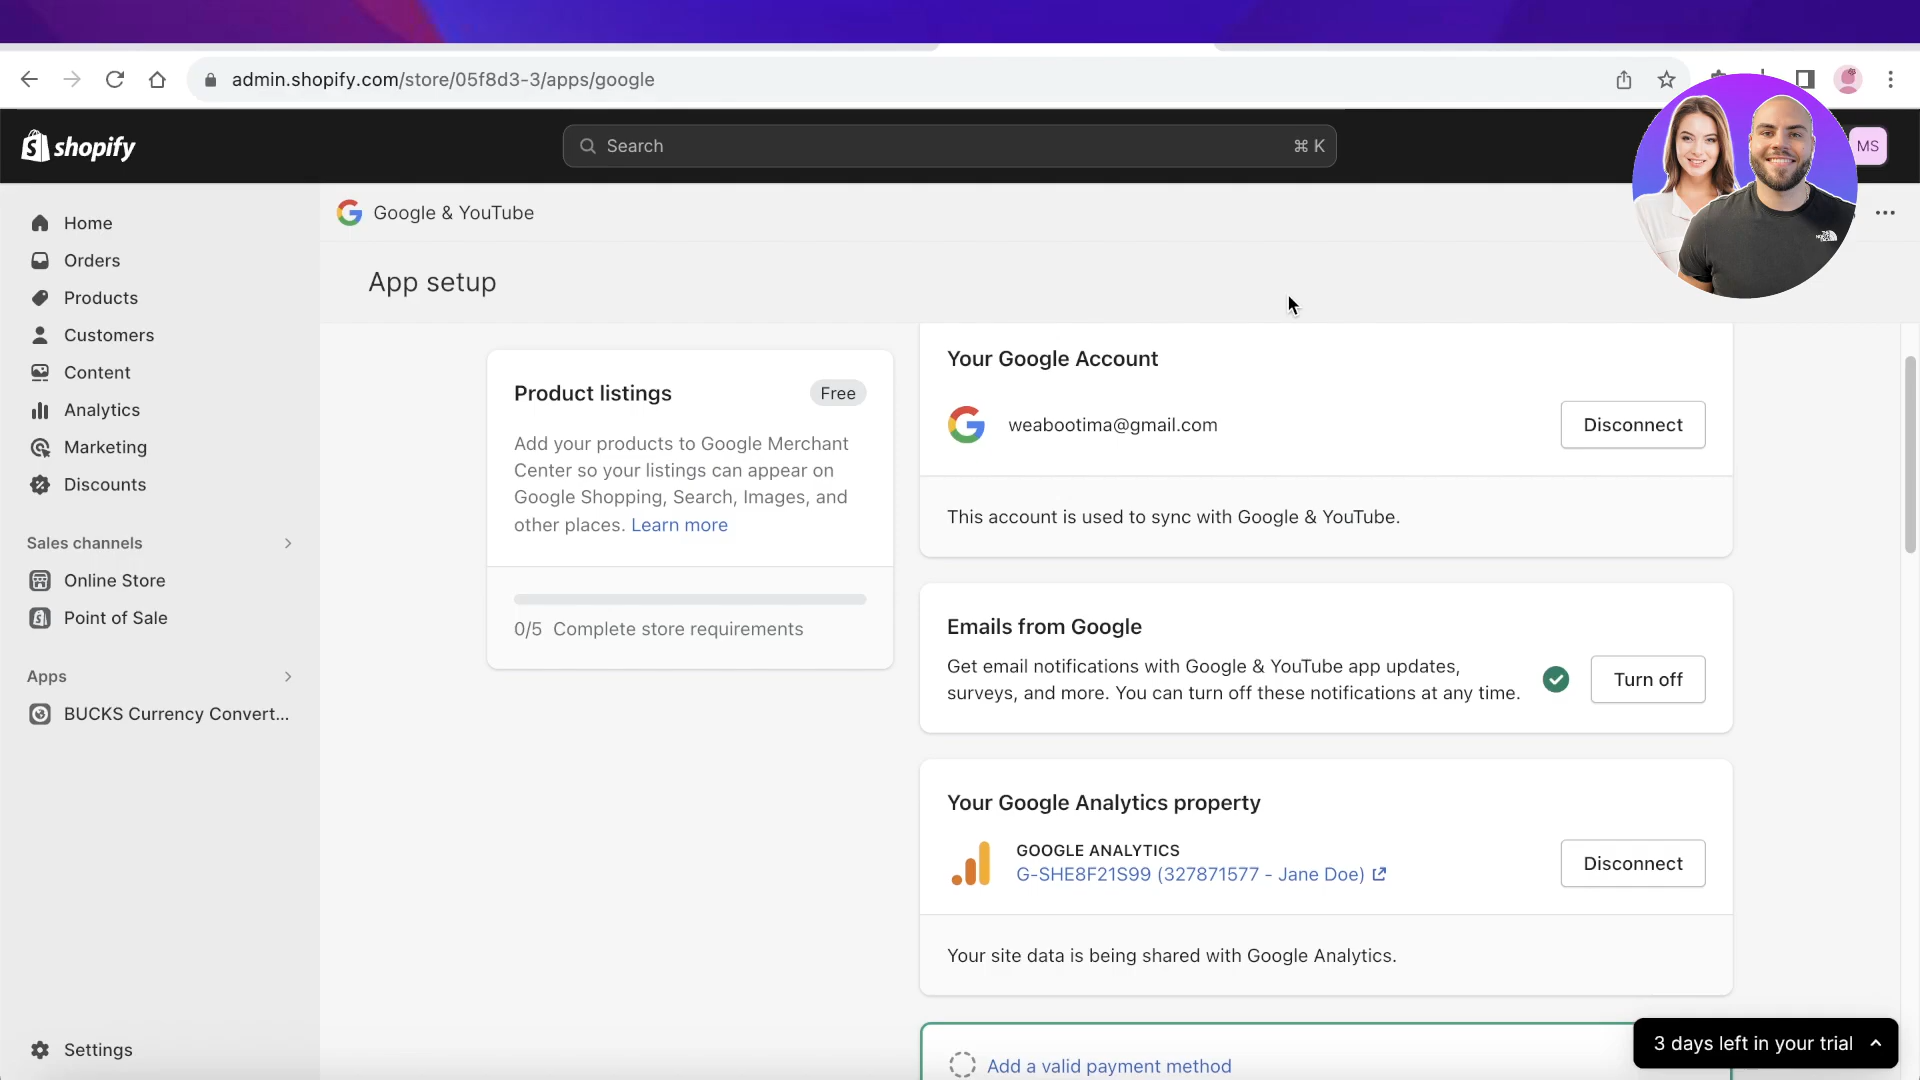 admin.shopify.com/store/05f8d3-3/apps/google
shopify
Search
⌘ K
MS
THE NORTH FACE
Home
Orders
Products
Customers
Content
Analytics
Marketing
Discounts
Sales channels
Online Store
Point of Sale
Apps
BUCKS Currency Convert...
Settings
Google & YouTube
App setup
Product listings
Free
Add your products to Google Merchant
Center so your listings can appear on
Google Shopping, Search, Images, and
other places. Learn more
0/5 Complete store requirements
Your Google Account
weabootima@gmail.com
Disconnect
This account is used to sync with Google & YouTube.
Emails from Google
Get email notifications with Google & YouTube app updates,
surveys, and more. You can turn off these notifications at any time.
Turn off
Your Google Analytics property
GOOGLE ANALYTICS
G-SHE8F21S99 (327871577 - Jane Doe)
Disconnect
Your site data is being shared with Google Analytics.
Add a valid payment method
3 days left in your trial